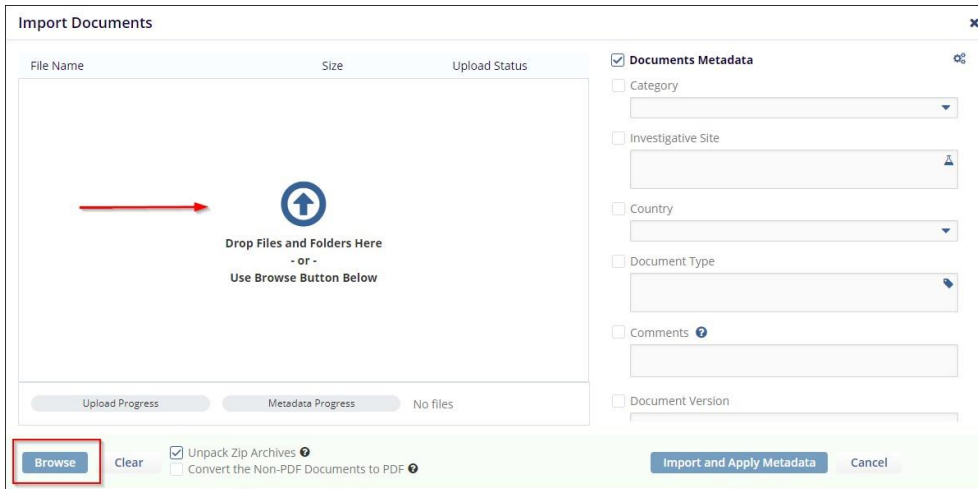 Import Documents
File Name Size Upload Status
Drop Files and Folders Here
- or -
Use Browse Button Below
Upload Progress Metadata Progress No files
Documents Metadata
Category
Investigative Site
Country
Document Type
Comments
Document Version
Browse Clear
Unpack Zip Archives
Convert the Non-PDF Documents to PDF
Import and Apply Metadata Cancel